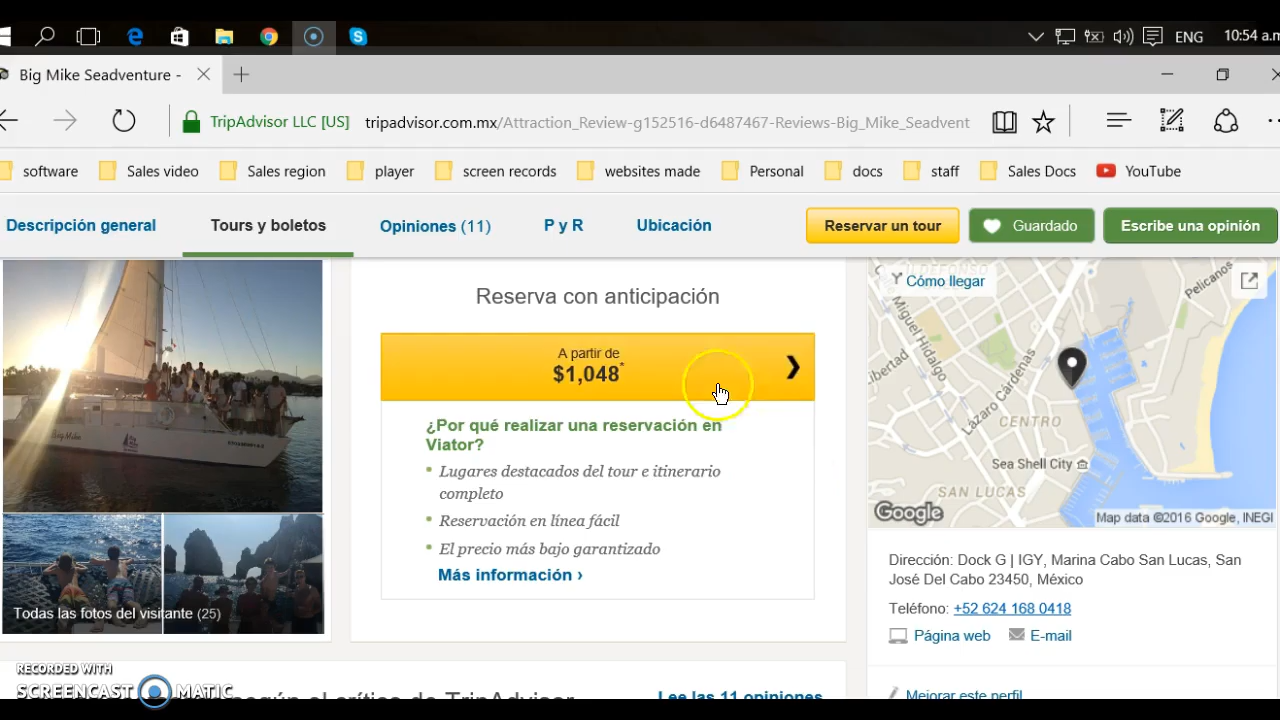 ENG
10:54 a.m
Big Mike Seadventure -
TripAdvisor LLC [US]
tripadvisor.com.mx/Attraction_Review-g152516-d6487467-Reviews-Big_Mike_Seadvent
software
Sales video
Sales region
player
screen records
websites made
Personal
docs
staff
Sales Docs
YouTube
Descripción general
Tours y boletos
Opiniones (11)
P y R
Ubicación
Reservar un tour
Guardado
Escribe una opinión
Reserva con anticipación
A partir de
$1,048*
¿Por qué realizar una reservación en
Viator?
Lugares destacados del tour e itinerario
completo
Reservación en línea fácil
El precio más bajo garantizado
Más información ›
Big Mike
Todas las fotos del visitante (25)
Cómo llegar
Pelicanos
Miguel Hidalgo
Libertad
Lázaro Cárdenas
CENTRO
Sea Shell City
SAN LUCAS
Google
Map data ©2016 Google, INEGI
Dirección: Dock G | IGY, Marina Cabo San Lucas, San
José Del Cabo 23450, México
Teléfono: +52 624 168 0418
Página web
E-mail
Mejorar este perfil
según el crítico de TripAdvisor
Lee las 11 opiniones
RECORDED WITH
SCREENCAST MATIC